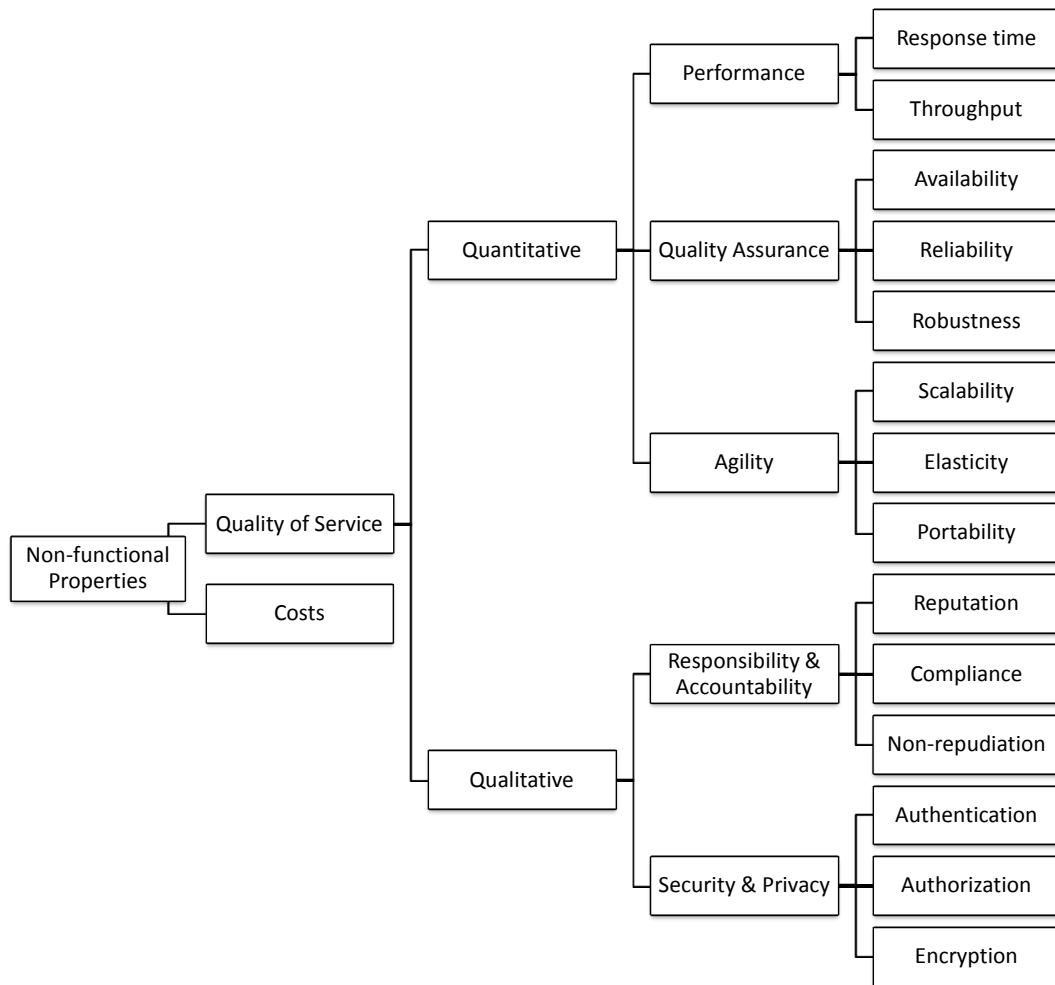 Non-functional
Properties
Quality of Service
Costs
Quantitative
Qualitative
Performance
Quality Assurance
Agility
Responsibility &
Accountability
Security & Privacy
Response time
Throughput
Availability
Reliability
Robustness
Scalability
Elasticity
Portability
Reputation
Compliance
Non-repudiation
Authentication
Authorization
Encryption